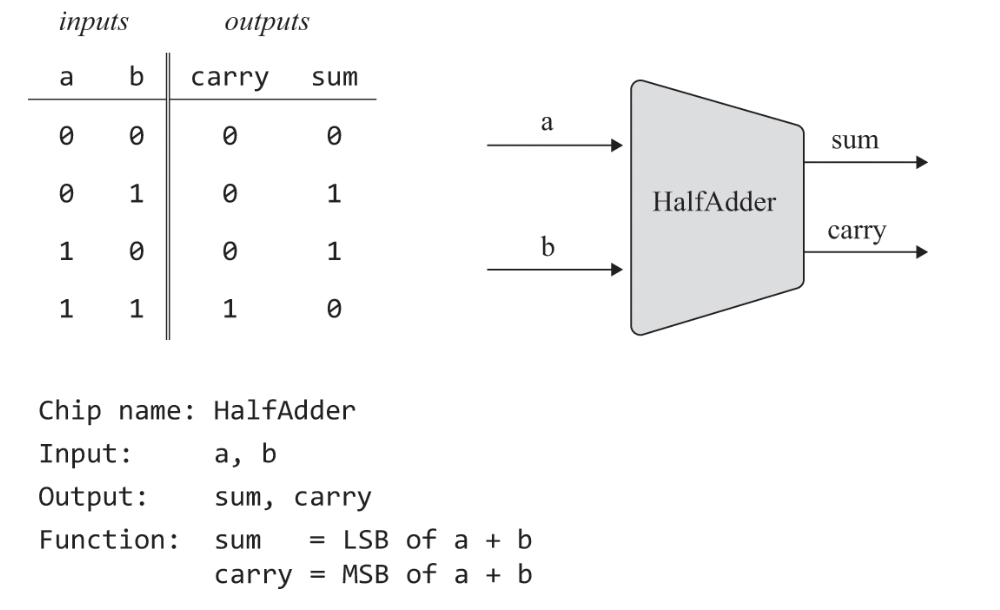 inputs outputs
a b carry sum
0 0 0 0
0 1 0 1
1 0 0 1
1 1 1 0
a
b
HalfAdder
sum
carry
Chip name: HalfAdder
Input: a, b
Output: sum, carry
Function: sum = LSB of a + b
carry = MSB of a + b